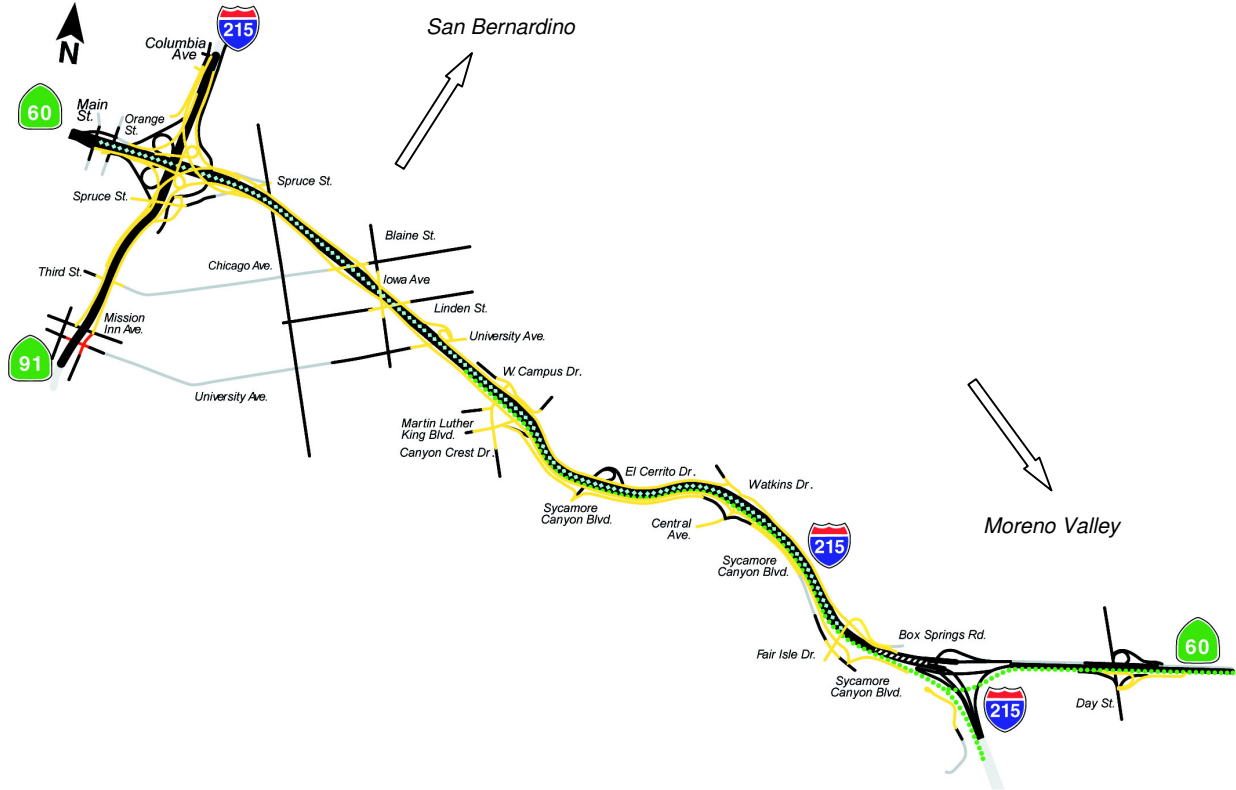 San Bernardino
215
Columbia
Ave
N
60
Main
St.
Orange
St.
Spruce St.
Spruce St.
Blaine St.
Chicago Ave.
Third St.
Iowa Ave
Linden St.
Mission
Inn Ave.
University Ave.
91
W. Campus Dr.
University Ave.
Martin Luther
King Blvd.
Canyon Crest Dr.
El Cerrito Dr.
Watkins Dr.
Sycamore
Canyon Blvd.
Central
Ave.
Moreno Valley
215
Sycamore
Canyon Blvd.
Box Springs Rd.
60
Fair Isle Dr.
Sycamore
Canyon Blvd.
Day St.
215